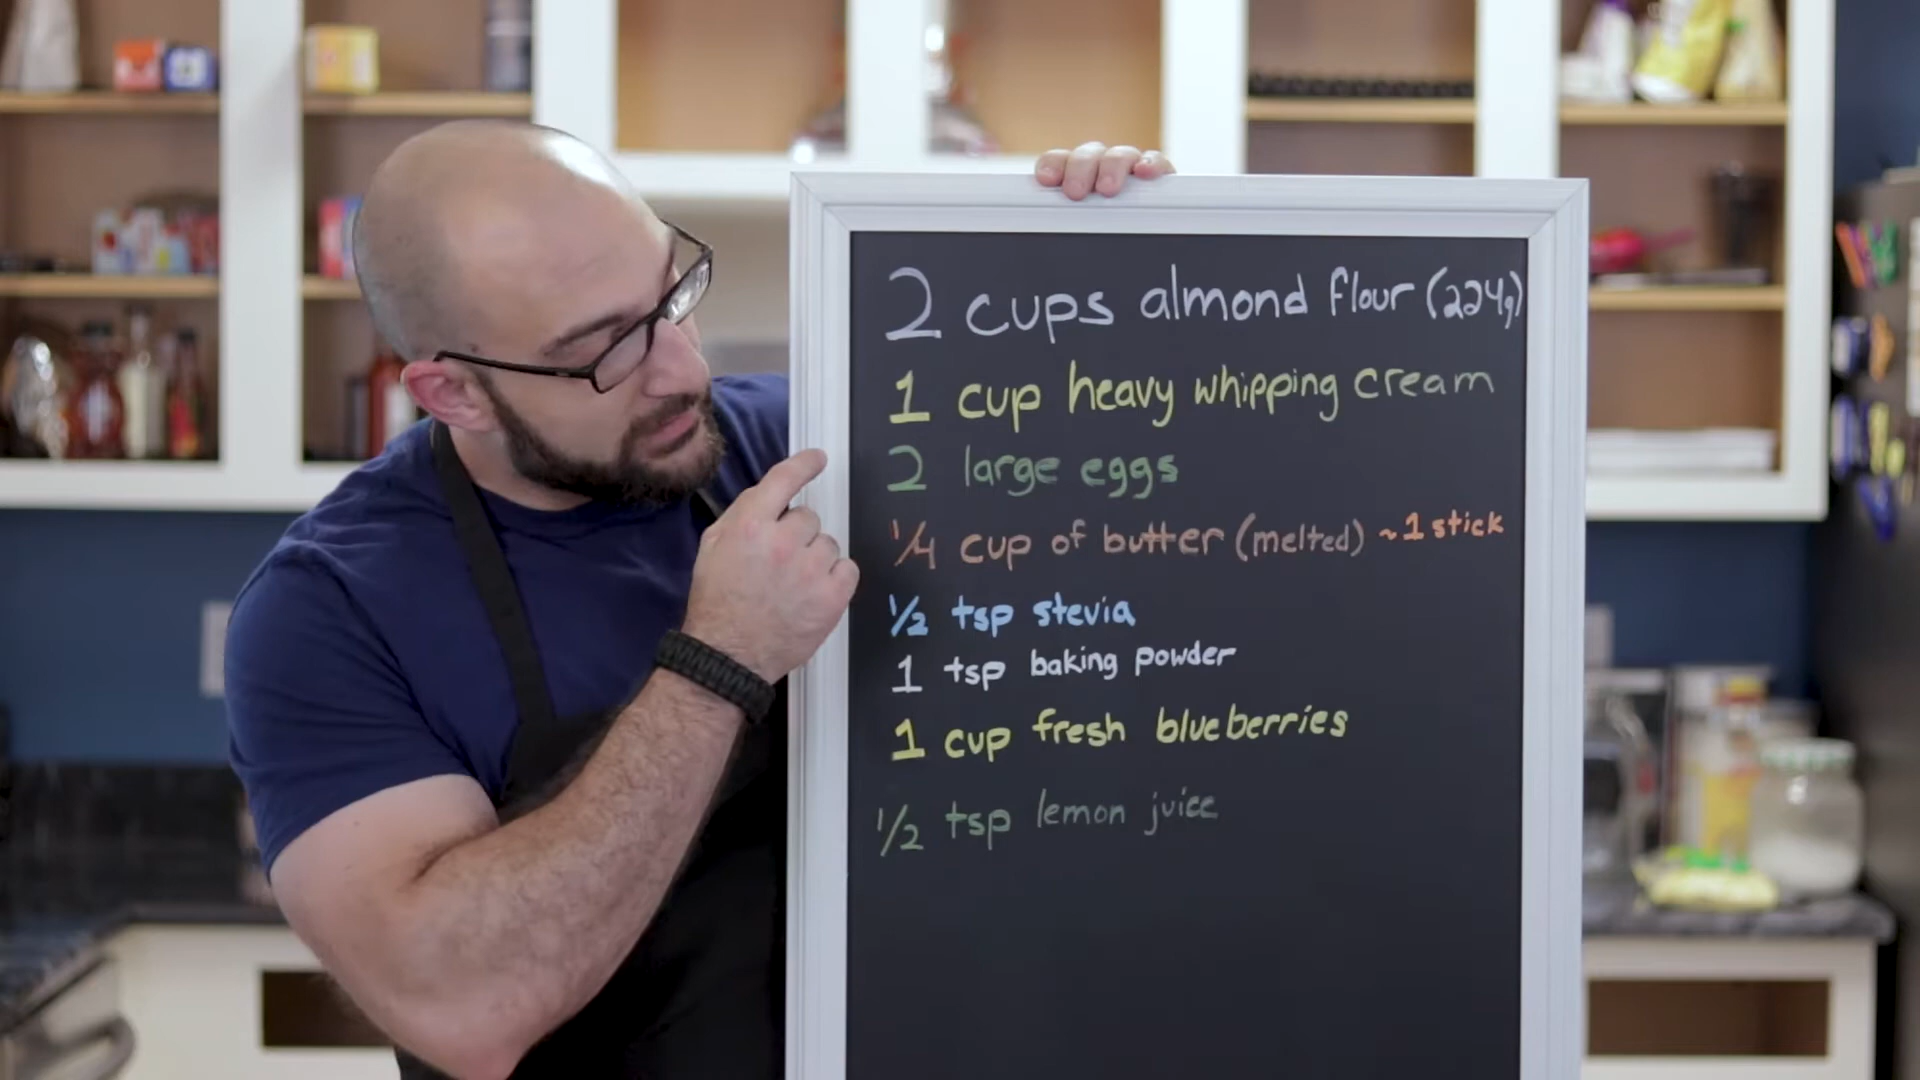 2 cups almond flour (224g)
1 cup heavy whipping cream
2 large eggs
1/4 cup of butter (melted) ~1 stick
1/2 tsp stevia
1 tsp baking powder
1 cup fresh blueberries
1/2 tsp lemon juice